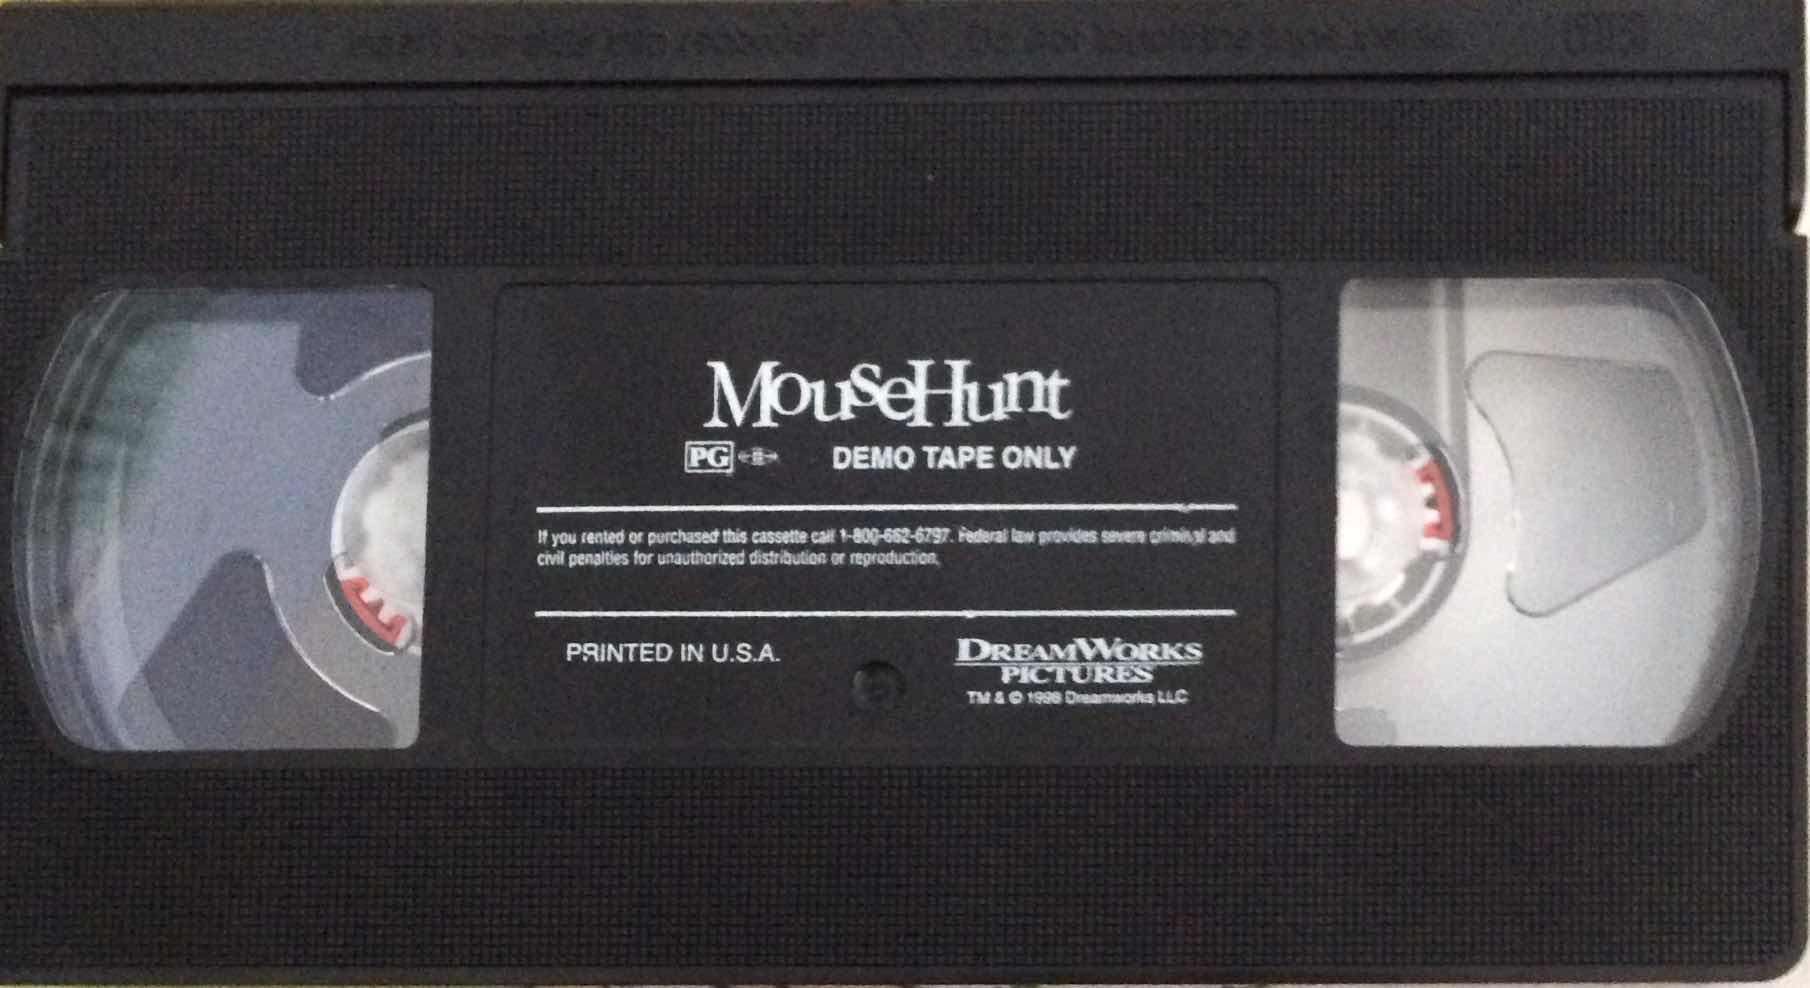 MouseHunt
PG DEMO TAPE ONLY
If you rented or purchased this cassette call 1-800-662-6797. Federal law provides severe criminal and
civil penalties for unauthorized distribution or reproduction.
PRINTED IN U.S.A.
DREAMWORKS
PICTURES
TM & © 1998 Dreamworks LLC